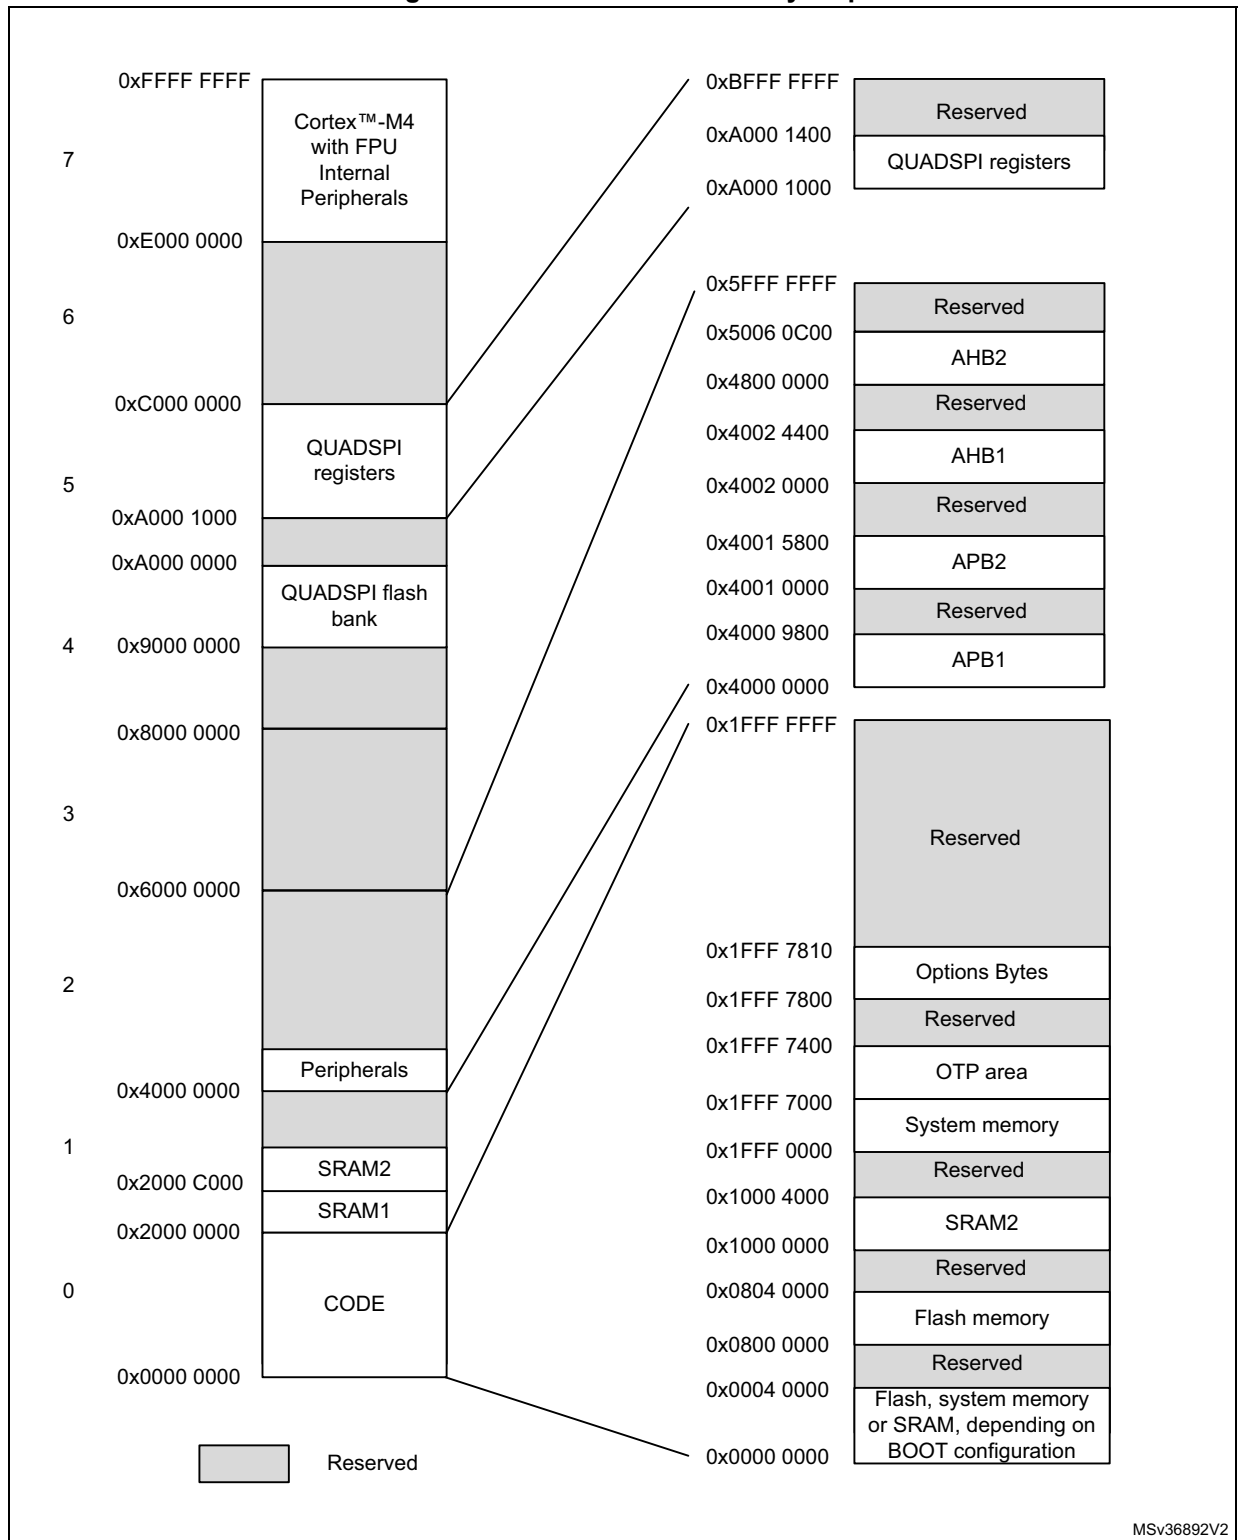 0xFFFF FFFF
Cortex™-M4
with FPU
Internal
Peripherals
7
0xE000 0000
6
0xC000 0000
QUADSPI
registers
5
0xA000 1000
0xA000 0000
QUADSPI flash
bank
4
0x9000 0000
0x8000 0000
3
0x6000 0000
2
Peripherals
0x4000 0000
1
SRAM2
0x2000 C000
SRAM1
0x2000 0000
0
CODE
0x0000 0000
Reserved
0xBFFF FFFF
Reserved
0xA000 1400
QUADSPI registers
0xA000 1000
0x5FFF FFFF
Reserved
0x5006 0C00
AHB2
0x4800 0000
Reserved
0x4002 4400
AHB1
0x4002 0000
Reserved
0x4001 5800
APB2
0x4001 0000
Reserved
0x4000 9800
APB1
0x4000 0000
0x1FFF FFFF
Reserved
0x1FFF 7810
Options Bytes
0x1FFF 7800
Reserved
0x1FFF 7400
OTP area
0x1FFF 7000
System memory
0x1FFF 0000
Reserved
0x1000 4000
SRAM2
0x1000 0000
Reserved
0x0804 0000
Flash memory
0x0800 0000
Reserved
0x0004 0000
Flash, system memory
or SRAM, depending on
BOOT configuration
0x0000 0000
MSv36892V2